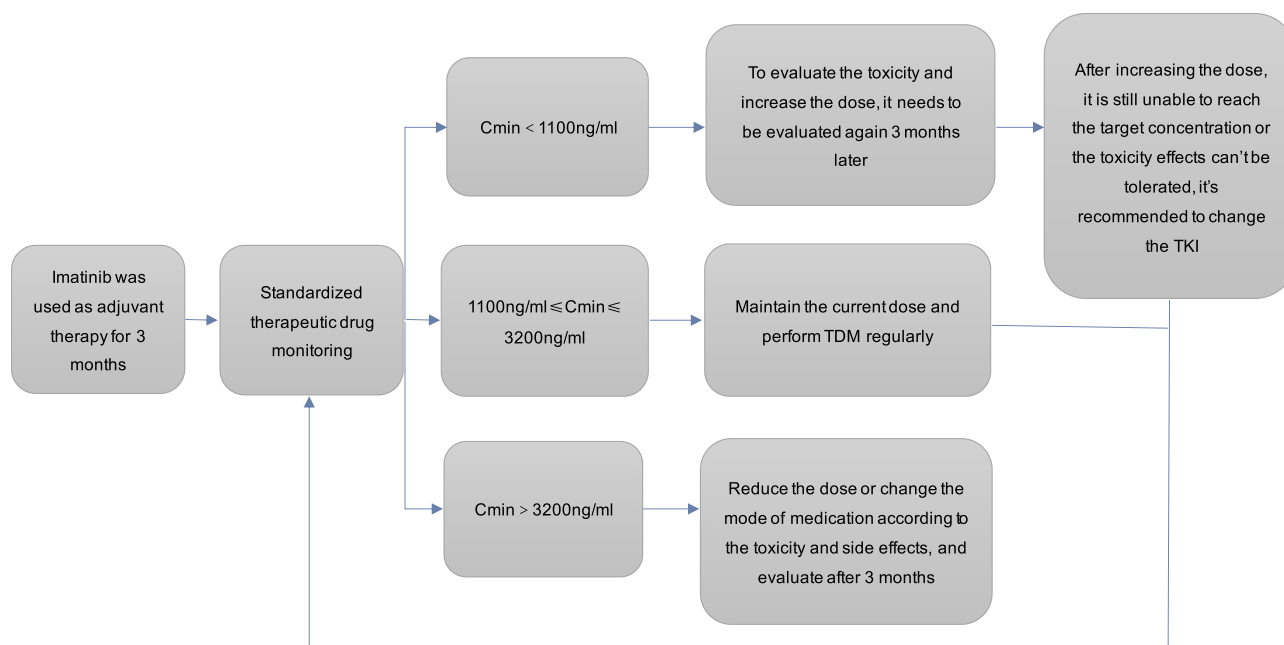 Imatinib was
used as adjuvant
therapy for 3
months
Standardized
therapeutic drug
monitoring
Cmin < 1100ng/ml
To evaluate the toxicity and
increase the dose, it needs to
be evaluated again 3 months
later
After increasing the dose,
it is still unable to reach
the target concentration or
the toxicity effects can't be
tolerated, it's
recommended to change
the TKI
1100ng/ml≤Cmin≤
3200ng/ml
Maintain the current dose and
perform TDM regularly
Cmin > 3200ng/ml
Reduce the dose or change the
mode of medication according to
the toxicity and side effects, and
evaluate after 3 months